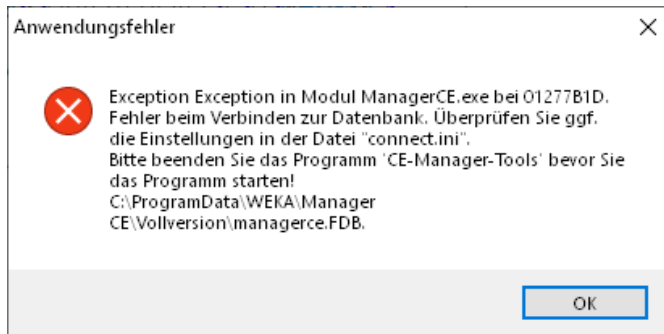 Anwendungsfehler
Exception Exception in Modul ManagerCE.exe bei 01277B1D.
Fehler beim Verbinden zur Datenbank. Überprüfen Sie ggf.
die Einstellungen in der Datei "connect.ini".
Bitte beenden Sie das Programm 'CE-Manager-Tools' bevor Sie
das Programm starten!
C:\ProgramData\WEKA\Manager
CE\Vollversion\managerce.FDB.
OK